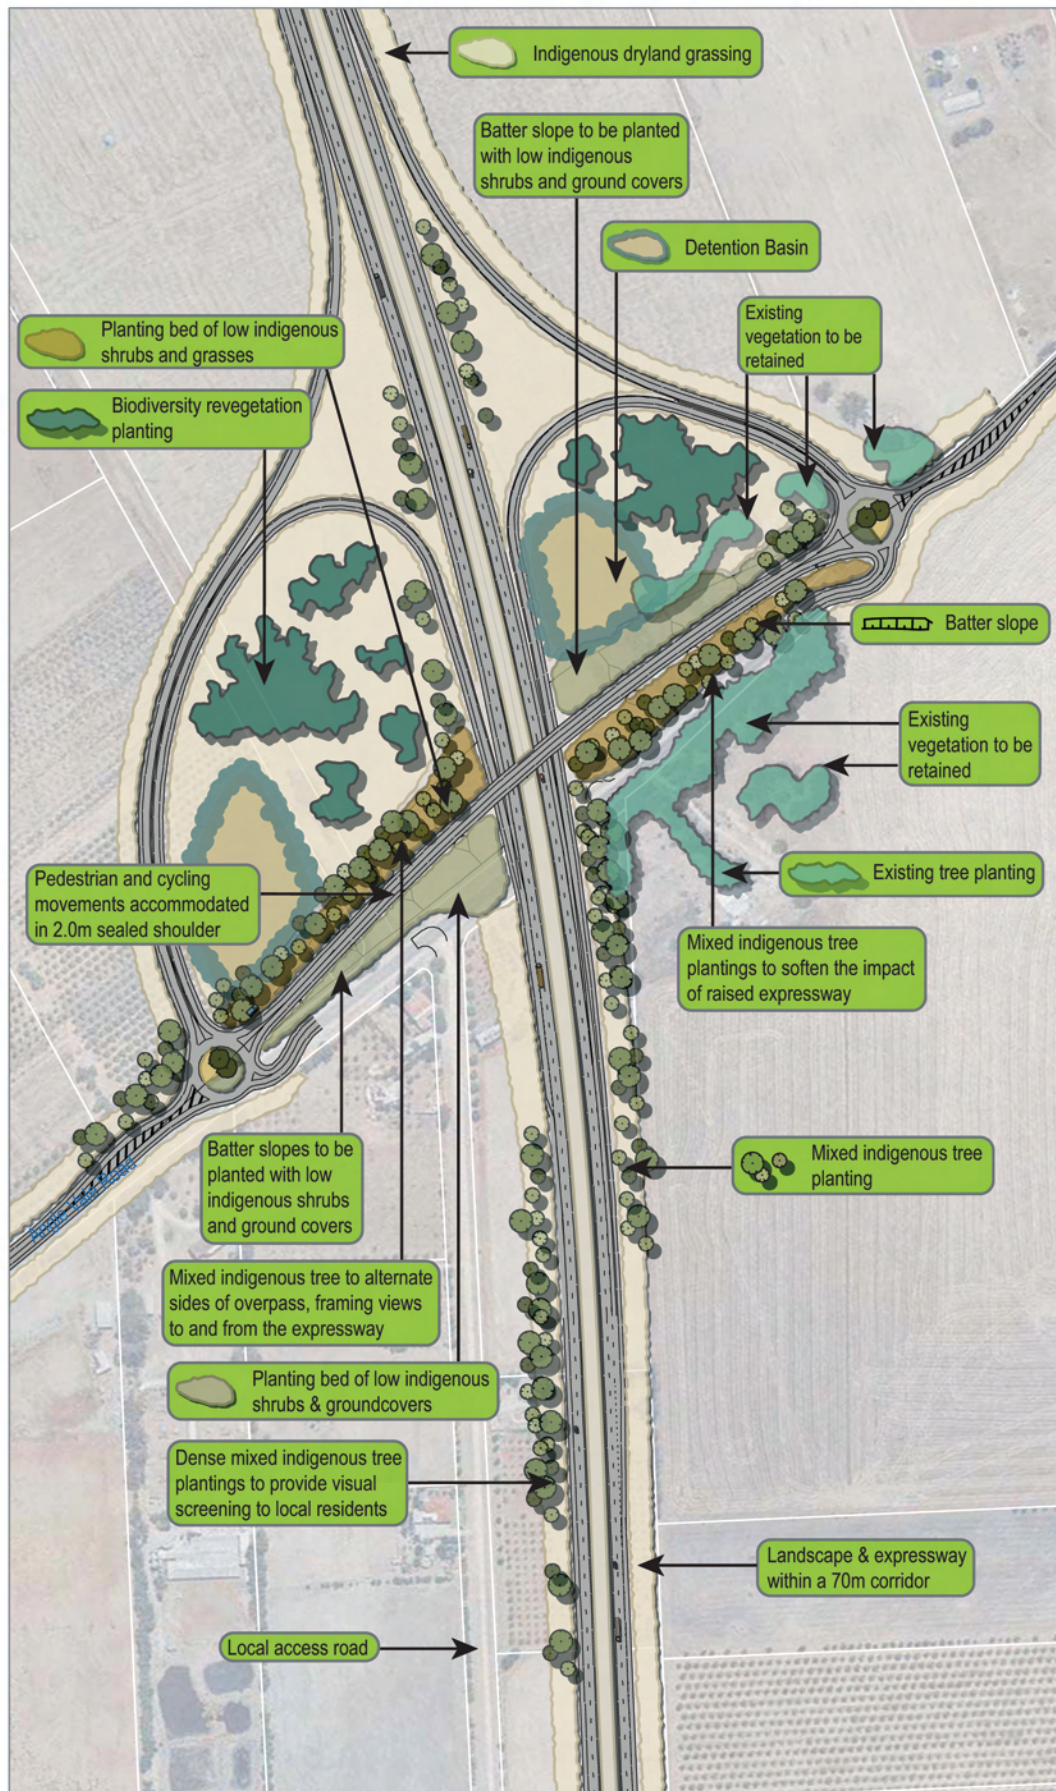 Indigenous dryland grassing
Batter slope to be planted
with low indigenous
shrubs and ground covers
Detention Basin
Existing
vegetation to be
retained
Planting bed of low indigenous
shrubs and grasses
Biodiversity revegetation
planting
Batter slope
Existing
vegetation to be
retained
Existing tree planting
Pedestrian and cycling
movements accommodated
in 2.0m sealed shoulder
Mixed indigenous tree
plantings to soften the impact
of raised expressway
Batter slopes to be
planted with low
indigenous shrubs
and ground covers
Mixed indigenous tree
planting
Mixed indigenous tree to alternate
sides of overpass, framing views
to and from the expressway
Planting bed of low indigenous
shrubs & groundcovers
Dense mixed indigenous tree
plantings to provide visual
screening to local residents
Landscape & expressway
within a 70m corridor
Local access road